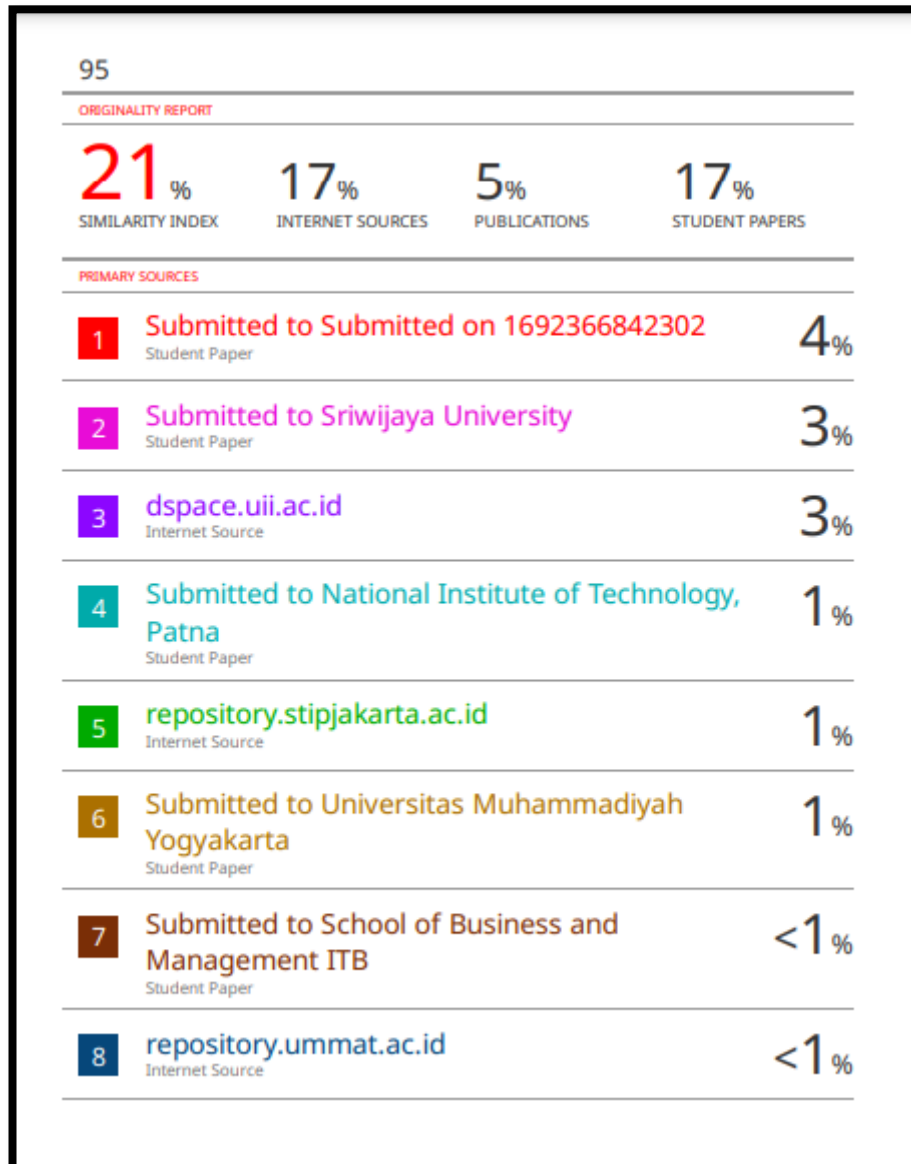 95
ORIGINALITY REPORT
21% 17% 5% 17%
SIMILARITY INDEX INTERNET SOURCES PUBLICATIONS STUDENT PAPERS
PRIMARY SOURCES
1 Submitted to Submitted on 1692366842302 4%
Student Paper
2 Submitted to Sriwijaya University 3%
Student Paper
3 dspace.uii.ac.id 3%
Internet Source
4 Submitted to National Institute of Technology, 1%
Patna
Student Paper
5 repository.stipjakarta.ac.id 1%
Internet Source
6 Submitted to Universitas Muhammadiyah 1%
Yogyakarta
Student Paper
7 Submitted to School of Business and <1%
Management ITB
Student Paper
8 repository.ummat.ac.id <1%
Internet Source